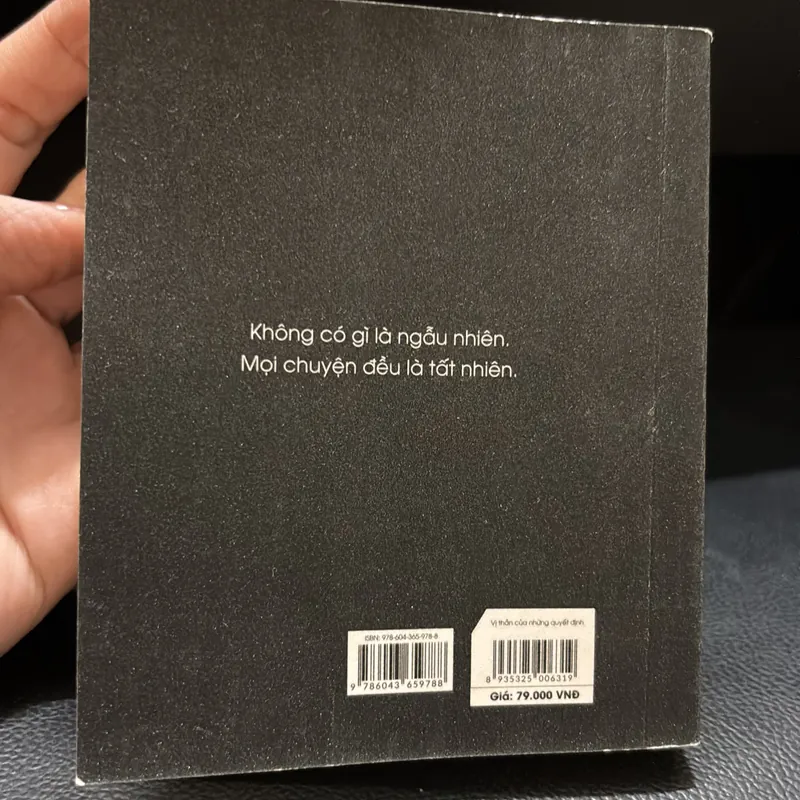 Không có gì là ngẫu nhiên.
Mọi chuyện đều là tất nhiên.
ISBN: 978-604-365-978-8
9 786043 659788
Vị thần của những quyết định
8 935325 006319
Giá: 79.000 VNĐ